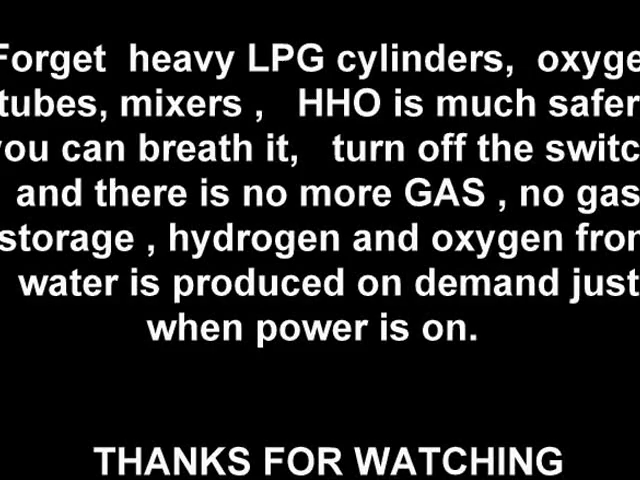 Forget heavy LPG cylinders, oxyge
tubes, mixers , HHO is much safer
you can breath it, turn off the switc
and there is no more GAS , no gas
storage , hydrogen and oxygen from
water is produced on demand just
when power is on.
THANKS FOR WATCHING